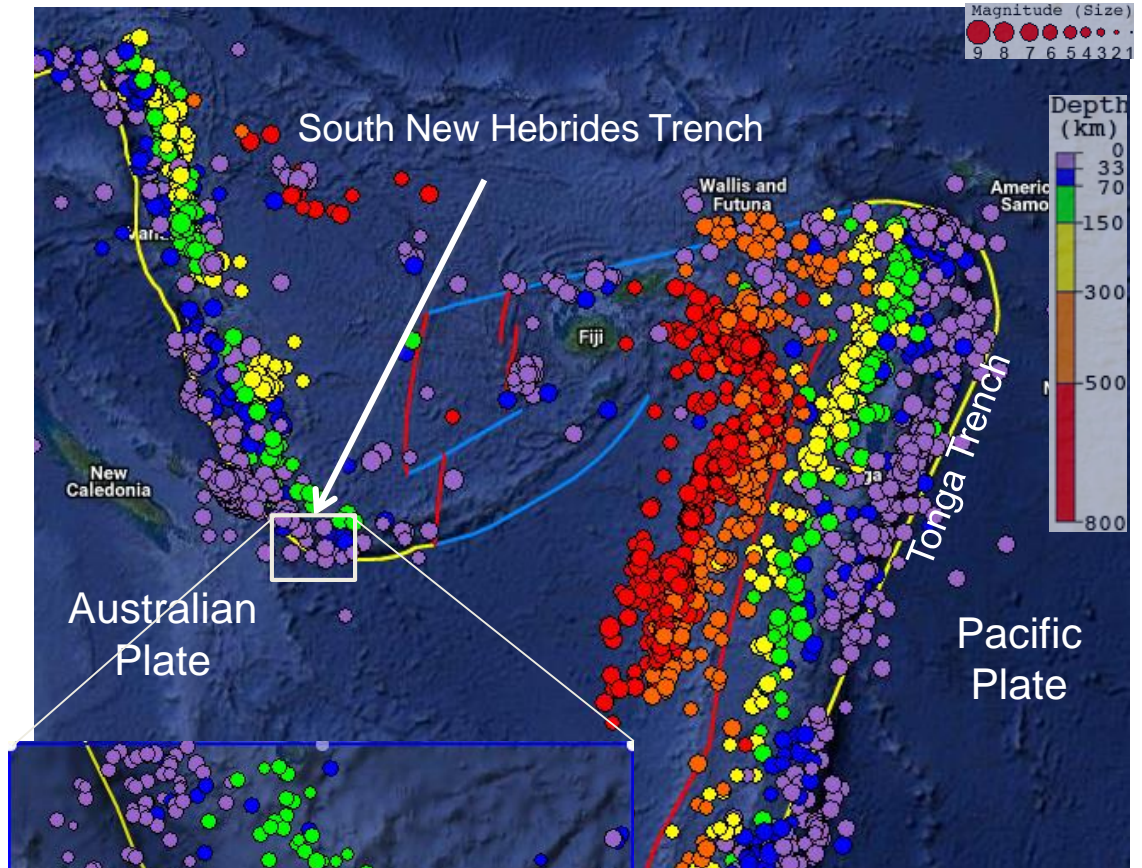 Magnitude (Size)
9 8 7 6 5 4 3 2 1
Depth
(km)
0
33
70
150
300
500
800
South New Hebrides Trench
Wallis and
Futuna
Americ
Samo
Fiji
New
Caledonia
Tonga Trench
Australian
Plate
Pacific
Plate